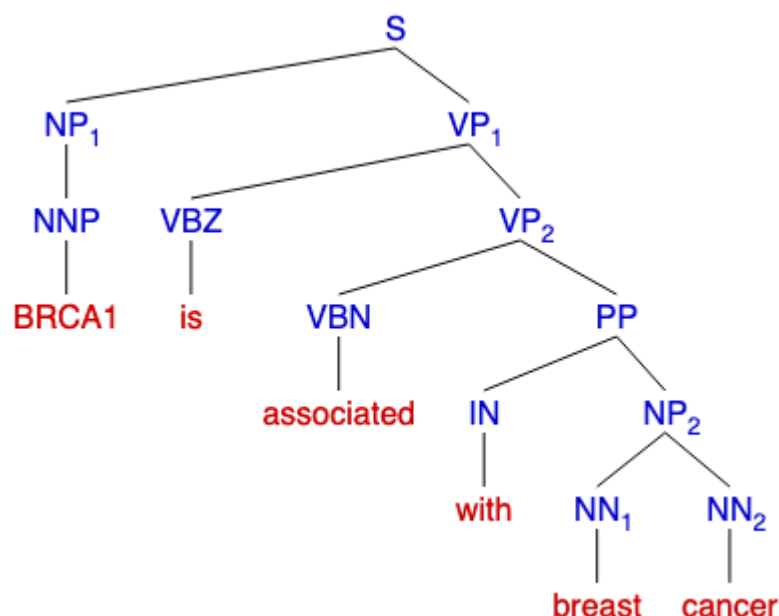 S
NP₁ VP₁
NNP VBZ VP₂
BRCA1 is VBN PP
associated IN NP₂
with NN₁ NN₂
breast cancer